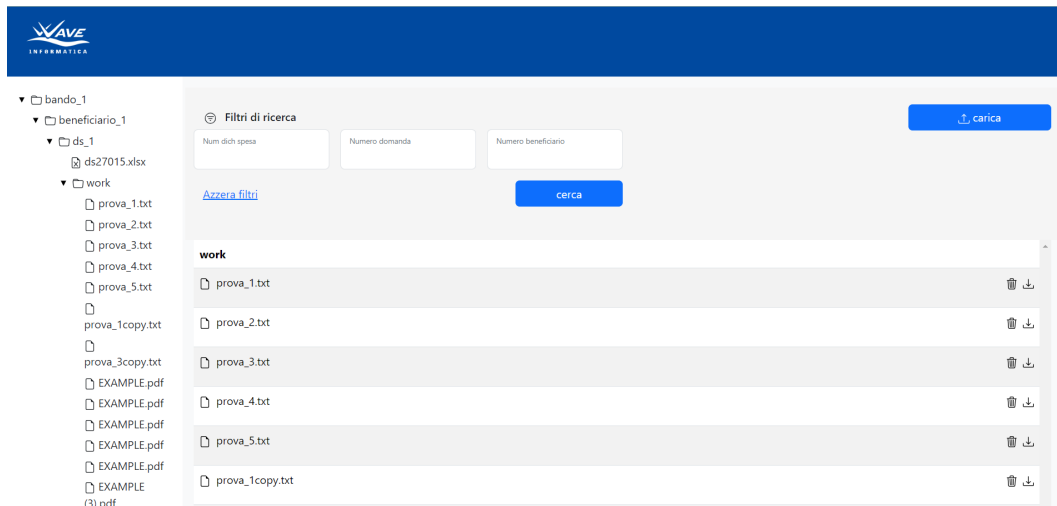 WAVE
INFORMATICA
bando_1
beneficiario_1
ds_1
ds27015.xlsx
work
prova_1.txt
prova_2.txt
prova_3.txt
prova_4.txt
prova_5.txt
prova_1copy.txt
prova_3copy.txt
EXAMPLE.pdf
EXAMPLE.pdf
EXAMPLE.pdf
EXAMPLE.pdf
EXAMPLE.pdf
EXAMPLE
(3).pdf
Filtri di ricerca
carica
Num dich spesa
Numero domanda
Numero beneficiario
Azzera filtri
cerca
work
prova_1.txt
prova_2.txt
prova_3.txt
prova_4.txt
prova_5.txt
prova_1copy.txt